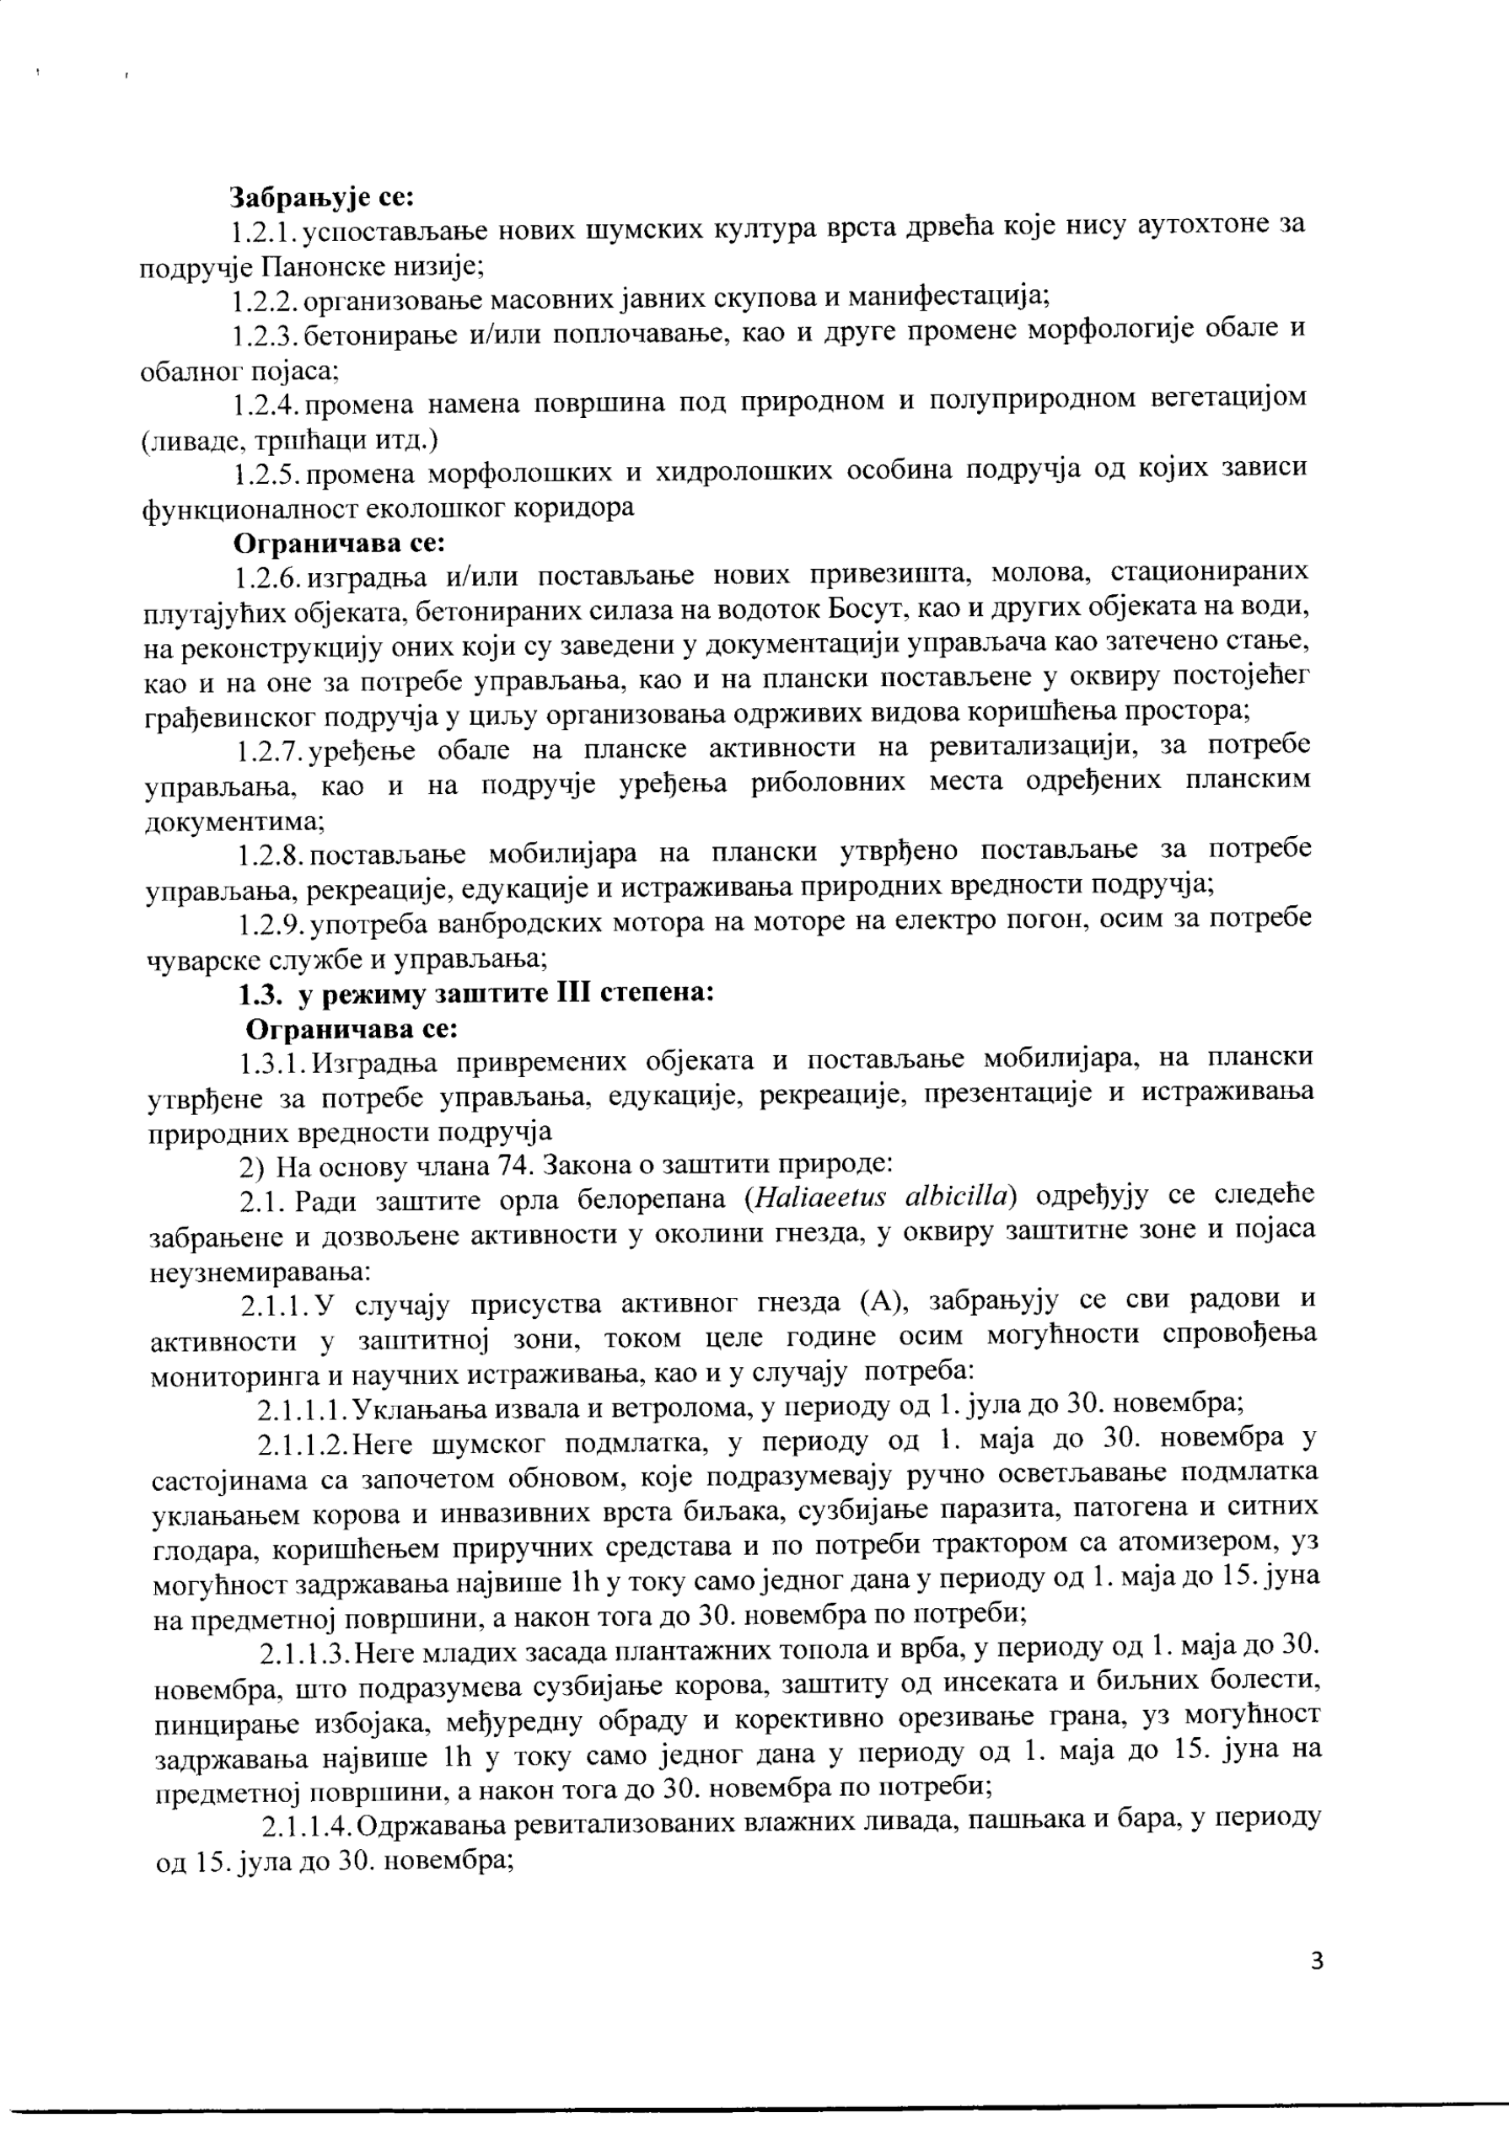 Забрањује се:
1.2.1. успостављање нових шумских култура врста дрвећа које нису аутохтоне за
подручје Панонске низије;
1.2.2. организовање масовних јавних скупова и манифестација;
1.2.3. бетонирање и/или поплочавање, као и друге промене морфологије обале и
обалног појаса;
1.2.4. промена намена површина под природном и полуприродном вегетацијом
(ливаде, тршћаци итд.)
1.2.5. промена морфолошких и хидролошких особина подручја од којих зависи
функционалност еколошког коридора
Ограничава се:
1.2.6. изградња и/или постављање нових привезишта, молова, стационираних
плутајућих објеката, бетонираних силаза на водоток Босут, као и других објеката на води,
на реконструкцију оних који су заведени у документацији управљача као затечено стање,
као и на оне за потребе управљања, као и на плански постављене у оквиру постојећег
грађевинског подручја у циљу организовања одрживих видова коришћења простора;
1.2.7. уређење обале на планске активности на ревитализацији, за потребе
управљања, као и на подручје уређења риболовних места одређених планским
документима;
1.2.8. постављање мобилијара на плански утврђено постављање за потребе
управљања, рекреације, едукације и истраживања природних вредности подручја;
1.2.9. употреба ванбродских мотора на моторе на електро погон, осим за потребе
чуварске службе и управљања;
1.3. у режиму заштите III степена:
Ограничава се:
1.3.1. Изградња привремених објеката и постављање мобилијара, на плански
утврђене за потребе управљања, едукације, рекреације, презентације и истраживања
природних вредности подручја
2) На основу члана 74. Закона о заштити природе:
2.1. Ради заштите орла белорепана (Haliaeetus albicilla) одређују се следеће
забрањене и дозвољене активности у околини гнезда, у оквиру заштитне зоне и појаса
неузнемиравања:
2.1.1. У случају присуства активног гнезда (А), забрањују се сви радови и
активности у заштитној зони, током целе године осим могућности спровођења
мониторинга и научних истраживања, као и у случају потреба:
2.1.1.1. Уклањања извала и ветролома, у периоду од 1. јула до 30. новембра;
2.1.1.2. Неге шумског подмлатка, у периоду од 1. маја до 30. новембра у
састојинама са започетом обновом, које подразумевају ручно осветљавање подмлатка
уклањањем корова и инвазивних врста биљака, сузбијање паразита, патогена и ситних
глодара, коришћењем приручних средстава и по потреби трактором са атомизером, уз
могућност задржавања највише 1h у току само једног дана у периоду од 1. маја до 15. јуна
на предметној површини, а након тога до 30. новембра по потреби;
2.1.1.3. Неге младих засада плантажних топола и врба, у периоду од 1. маја до 30.
новембра, што подразумева сузбијање корова, заштиту од инсеката и биљних болести,
пинцирање избојака, међуредну обраду и корективно орезивање грана, уз могућност
задржавања највише 1h у току само једног дана у периоду од 1. маја до 15. јуна на
предметној површини, а након тога до 30. новембра по потреби;
2.1.1.4. Одржавања ревитализованих влажних ливада, пашњака и бара, у периоду
од 15. јула до 30. новембра;
3